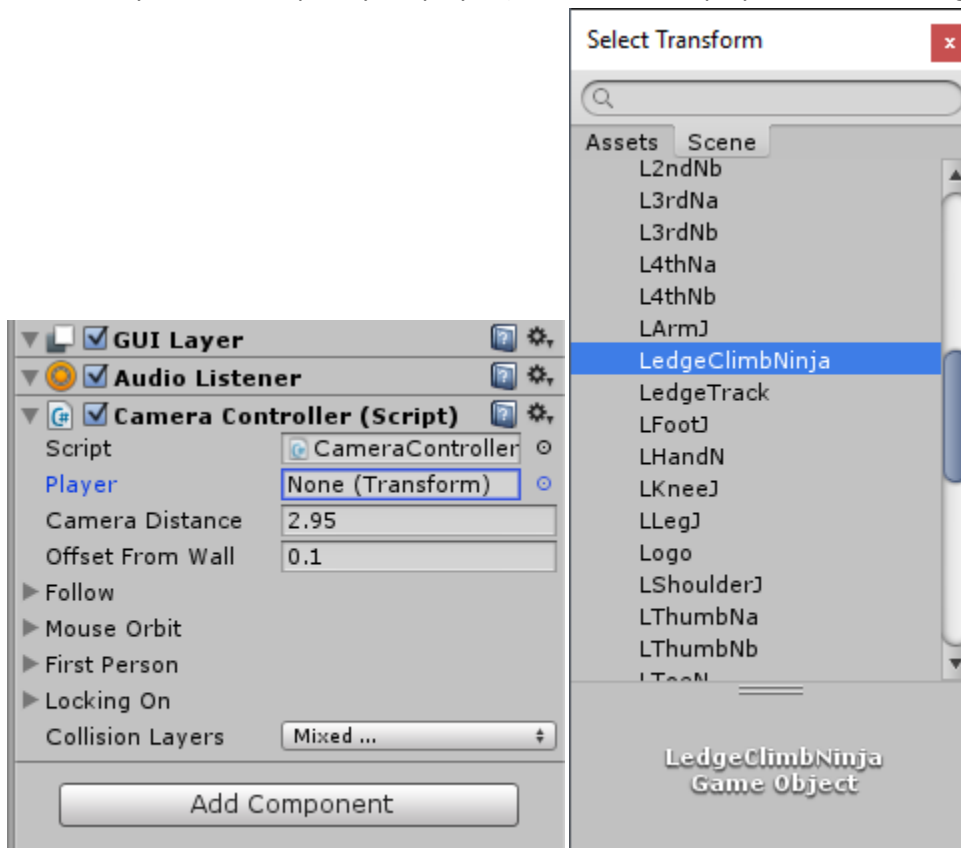 GUI Layer
Audio Listener
Camera Controller (Script)
Script CameraController
Player None (Transform)
Camera Distance 2.95
Offset From Wall 0.1
Follow
Mouse Orbit
First Person
Locking On
Collision Layers Mixed ...
Add Component
Select Transform
x
Assets Scene
L2ndNb
L3rdNa
L3rdNb
L4thNa
L4thNb
LArmJ
LedgeClimbNinja
LedgeTrack
LFootJ
LHandN
LKneeJ
LLegJ
Logo
LShoulderJ
LThumbNa
LThumbNb
LToeN
LedgeClimbNinja
Game Object